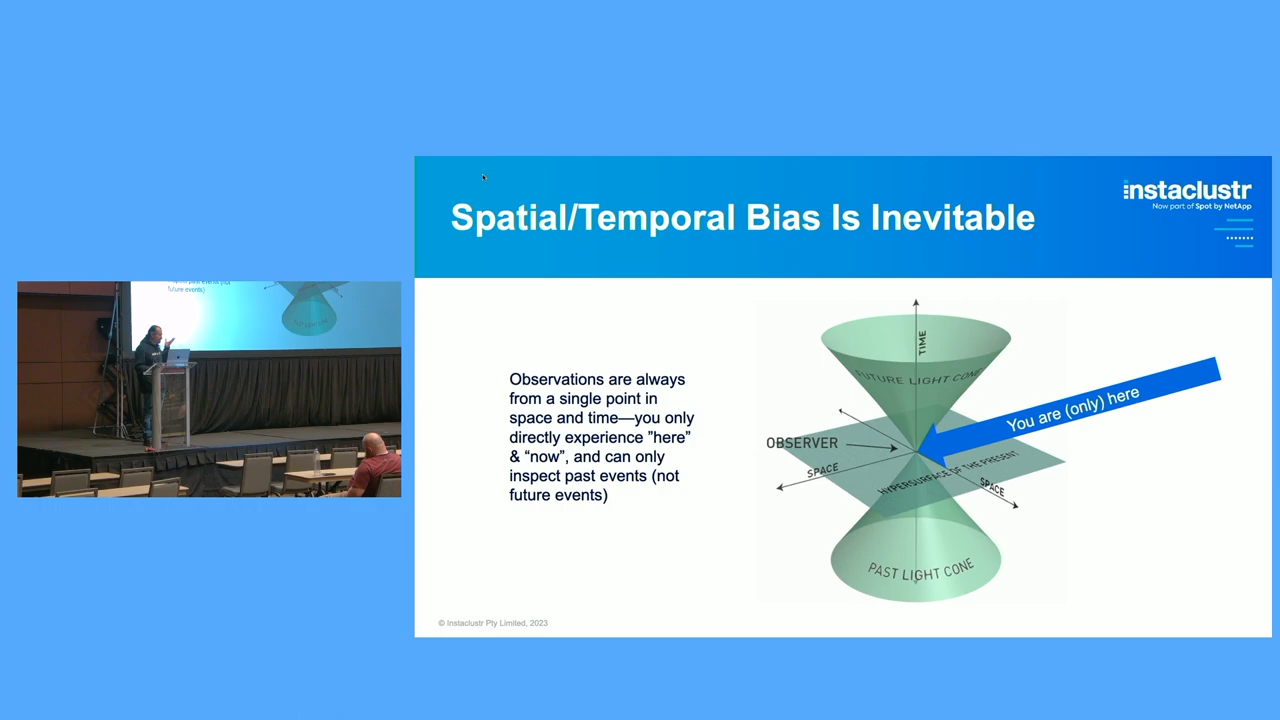 Spatial/Temporal Bias Is Inevitable
instaclustr
Now part of Spot by NetApp
Observations are always
from a single point in
space and time—you only
directly experience ”here”
& “now”, and can only
inspect past events (not
future events)
TIME
FUTURE LIGHT CONE
You are (only) here
OBSERVER
SPACE
HYPERSURFACE OF THE PRESENT
SPACE
PAST LIGHT CONE
© Instaclustr Pty Limited, 2023
future events)